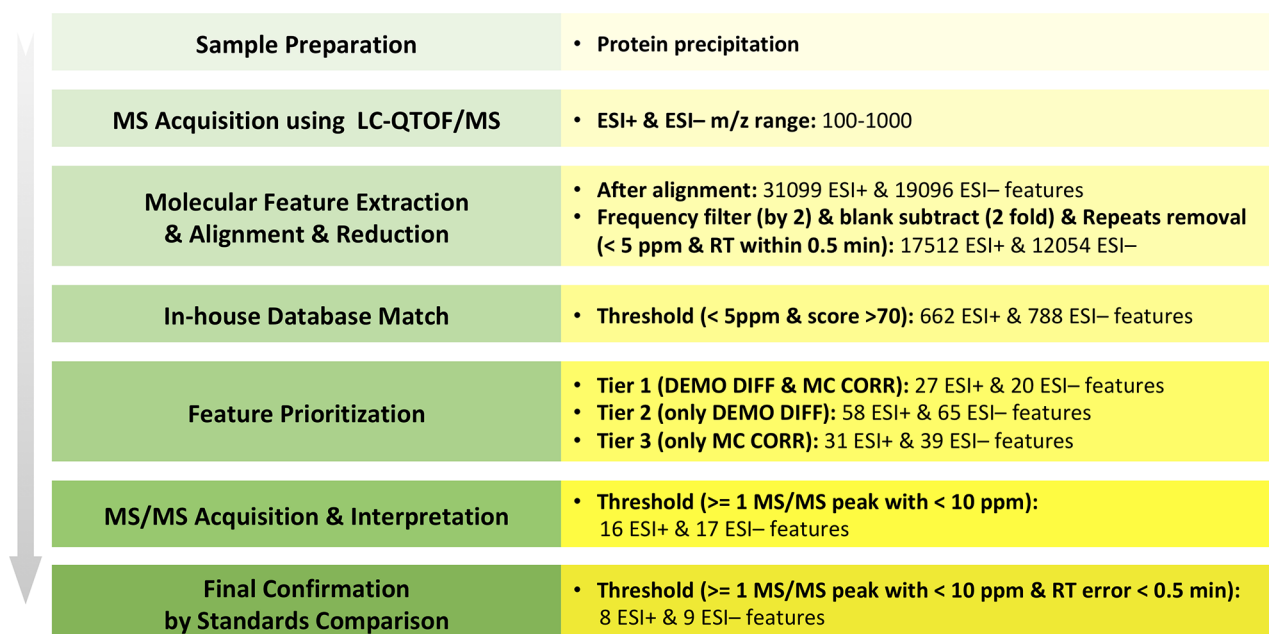 Sample Preparation
• Protein precipitation
MS Acquisition using LC-QTOF/MS
• ESI+ & ESI– m/z range: 100-1000
Molecular Feature Extraction
& Alignment & Reduction
• After alignment: 31099 ESI+ & 19096 ESI– features
• Frequency filter (by 2) & blank subtract (2 fold) & Repeats removal
(< 5 ppm & RT within 0.5 min): 17512 ESI+ & 12054 ESI–
In-house Database Match
• Threshold (< 5ppm & score >70): 662 ESI+ & 788 ESI– features
Feature Prioritization
• Tier 1 (DEMO DIFF & MC CORR): 27 ESI+ & 20 ESI– features
• Tier 2 (only DEMO DIFF): 58 ESI+ & 65 ESI– features
• Tier 3 (only MC CORR): 31 ESI+ & 39 ESI– features
MS/MS Acquisition & Interpretation
• Threshold (>= 1 MS/MS peak with < 10 ppm):
16 ESI+ & 17 ESI– features
Final Confirmation
by Standards Comparison
• Threshold (>= 1 MS/MS peak with < 10 ppm & RT error < 0.5 min):
8 ESI+ & 9 ESI– features